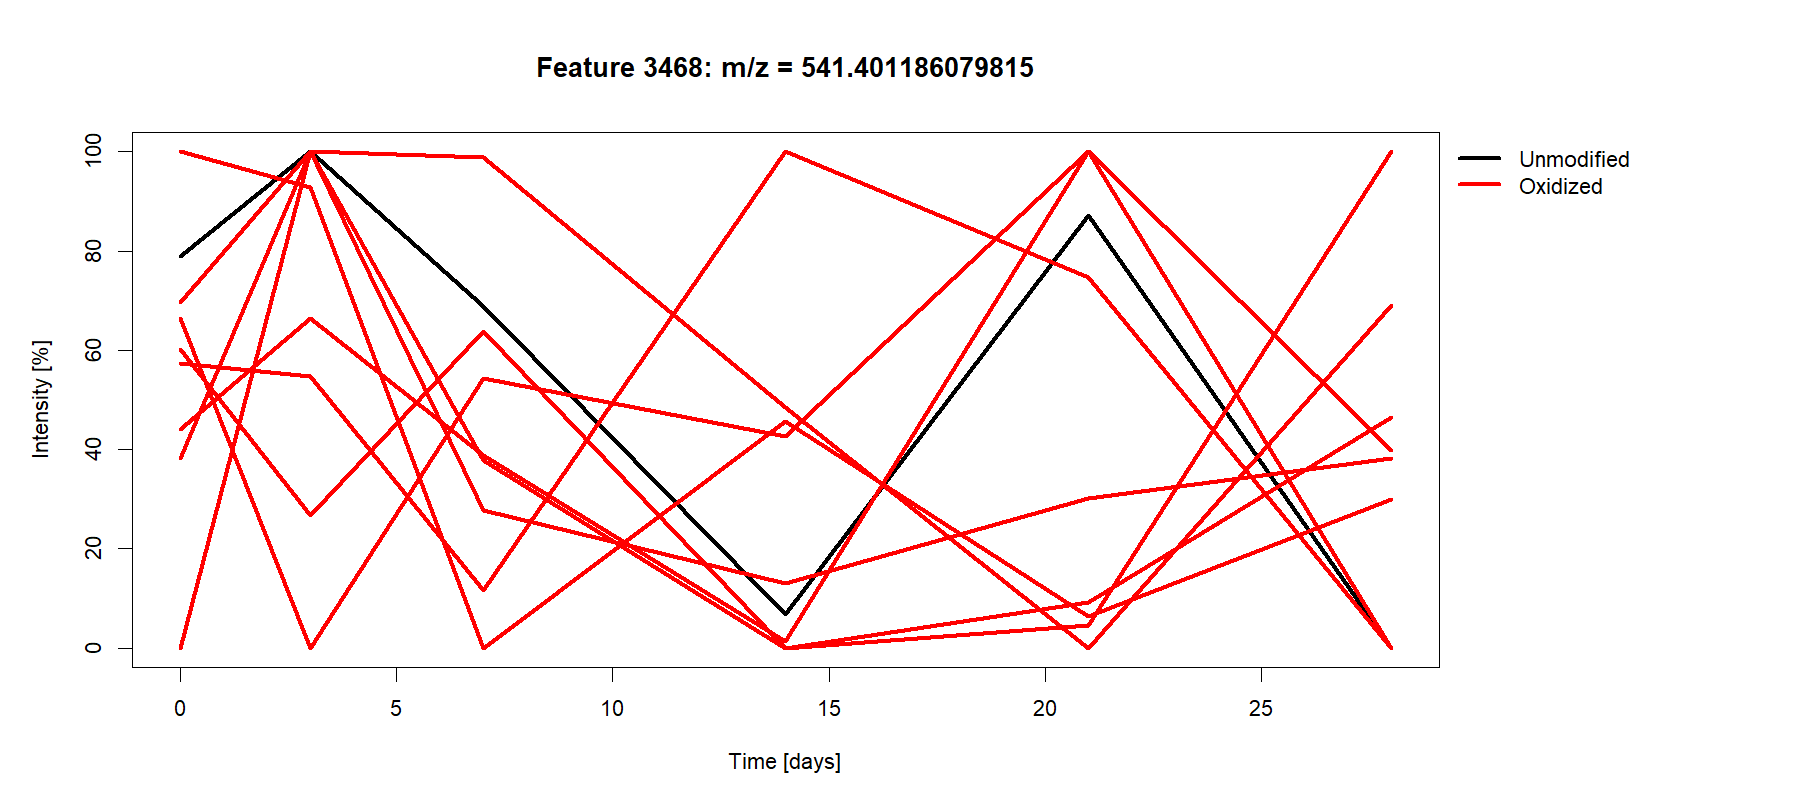 Feature 3468: m/z = 541.401186079815
100
80
60
40
20
0
Intensity [%]
0 5 10 15 20 25
Time [days]
Unmodified
Oxidized